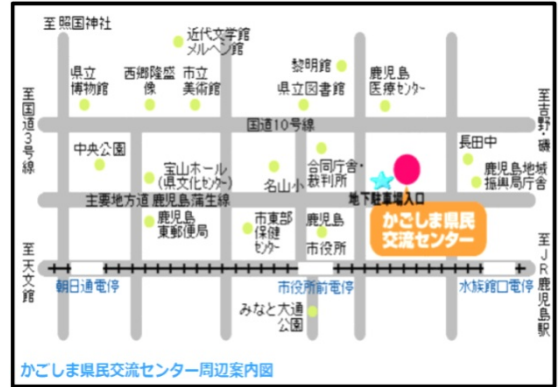 至照国神社
近代文学館
メルヘン館
黎明館
県立
博物館
西郷隆盛
像
市立
美術館
県立図書館
鹿児島
医療センター
至国道3号線
国道10号線
至吉野・磯
中央公園
宝山ホール
(県文化センター)
名山小
合同庁舎・
裁判所
長田中
鹿児島地域
振興局庁舎
主要地方道 鹿児島蒲生線
地下駐車場入口
かごしま県民
交流センター
鹿児島
東郵便局
市東部
保健
センター
鹿児島
市役所
至天文館
至JR鹿児島駅
朝日通電停
市役所前電停
水族館口電停
みなと大通
公園
かごしま県民交流センター周辺案内図